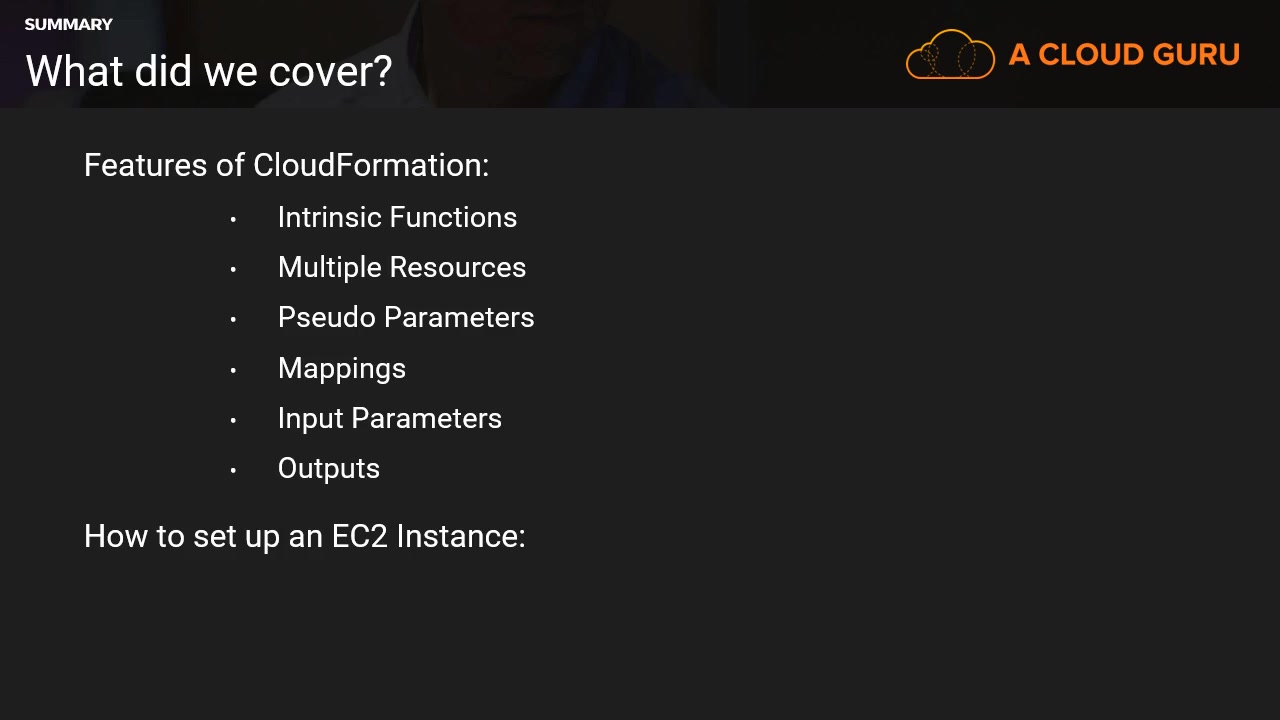 SUMMARY
What did we cover?
A CLOUD GURU
Features of CloudFormation:
• Intrinsic Functions
• Multiple Resources
• Pseudo Parameters
• Mappings
• Input Parameters
• Outputs
How to set up an EC2 Instance: